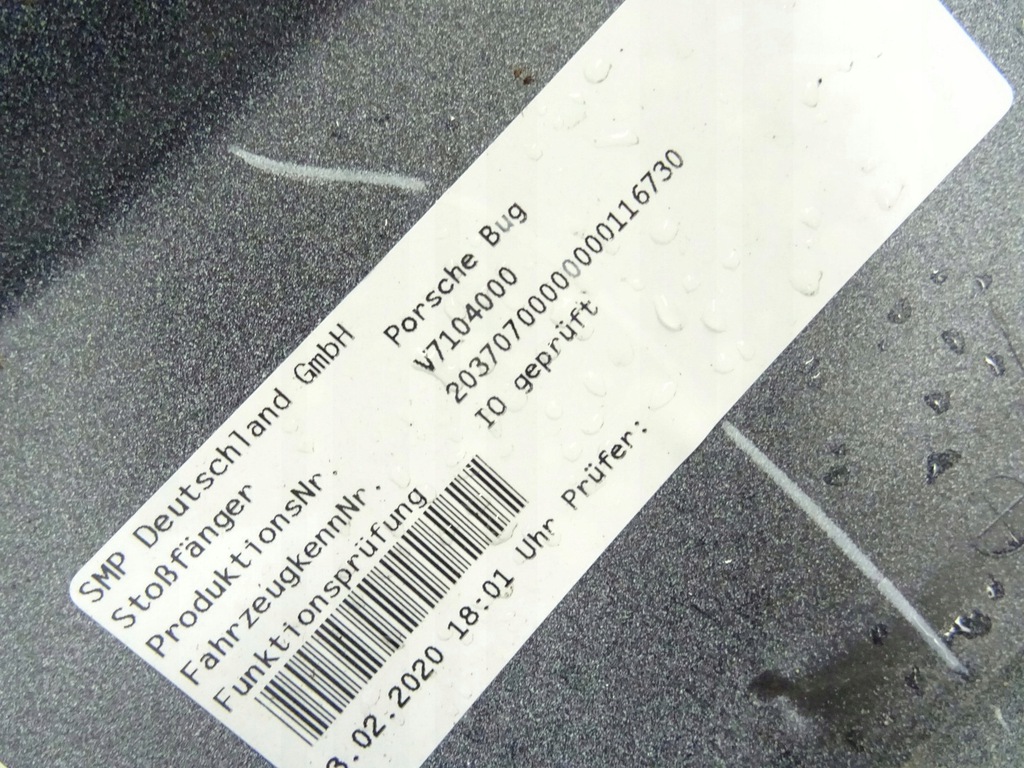 SMP Deutschland GmbH
Stoßfänger Porsche Bug
ProduktionsNr. V7104000
FahrzeugkennNr. 20370700000000116730
Funktionsprüfung IO geprüft
.02.2020 18:01 Uhr Prüfer: